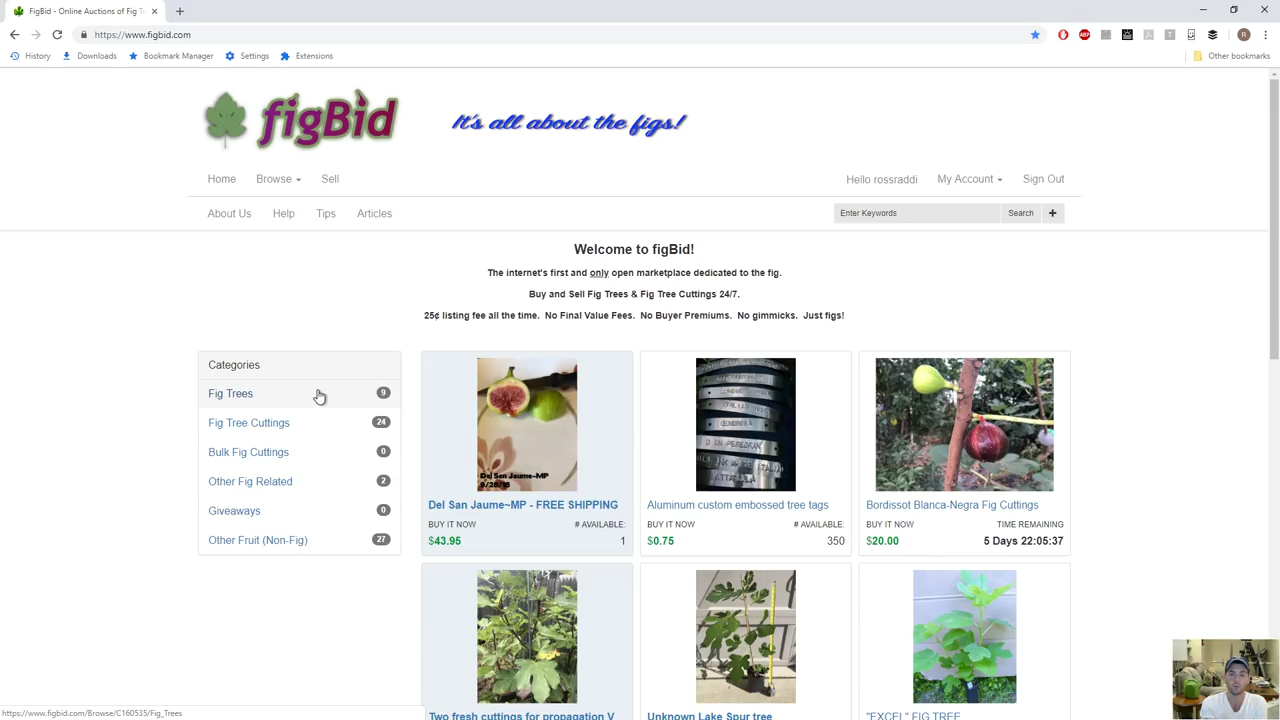 FigBid - Online Auctions of Fig T
https://www.figbid.com
History Downloads Bookmark Manager Settings Extensions Other bookmarks
figBid It's all about the figs!
Home Browse Sell Hello rossraddi My Account Sign Out
About Us Help Tips Articles Enter Keywords Search
Welcome to figBid!
The internet's first and only open marketplace dedicated to the fig.
Buy and Sell Fig Trees & Fig Tree Cuttings 24/7.
25¢ listing fee all the time. No Final Value Fees. No Buyer Premiums. No gimmicks. Just figs!
Categories
Fig Trees 9
Fig Tree Cuttings 24
Bulk Fig Cuttings 0
Other Fig Related 2
Giveaways 0
Other Fruit (Non-Fig) 27
Del San Jaume-MP
9/28/18
Del San Jaume~MP - FREE SHIPPING
BUY IT NOW # AVAILABLE:
$43.95 1
CENDROSA
Aluminum custom embossed tree tags
BUY IT NOW # AVAILABLE:
$0.75 350
Bordissot Blanca-Negra Fig Cuttings
BUY IT NOW TIME REMAINING
$20.00 5 Days 22:05:37
Two fresh cuttings for propagation V
Unknown Lake Spur tree
"EXCEL" FIG TREE
https://www.figbid.com/Browse/C160535/Fig_Trees